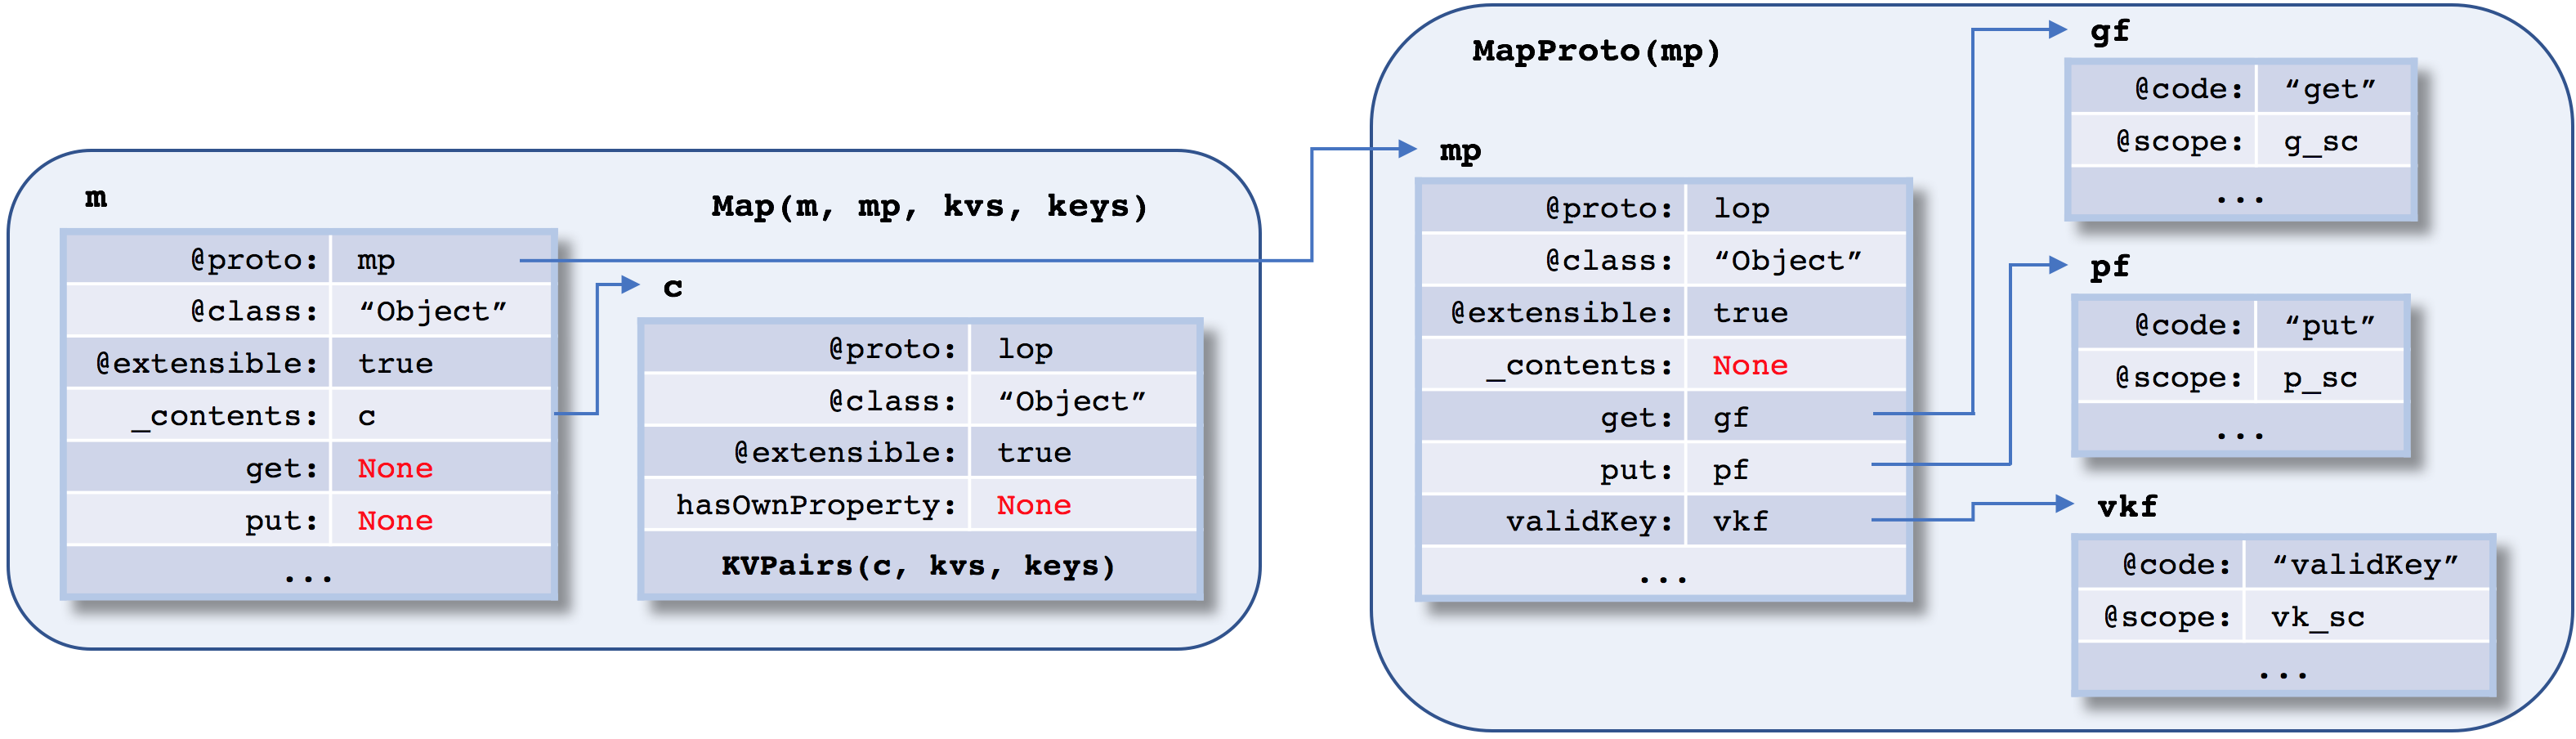 m
Map(m, mp, kvs, keys)
@proto: mp
@class: “Object”
@extensible: true
_contents: c
get: None
put: None
...
c
@proto: lop
@class: “Object”
@extensible: true
hasOwnProperty: None
KVPairs(c, kvs, keys)
MapProto(mp)
mp
@proto: lop
@class: “Object”
@extensible: true
_contents: None
get: gf
put: pf
validKey: vkf
...
gf
@code: “get”
@scope: g_sc
...
pf
@code: “put”
@scope: p_sc
...
vkf
@code: “validKey”
@scope: vk_sc
...